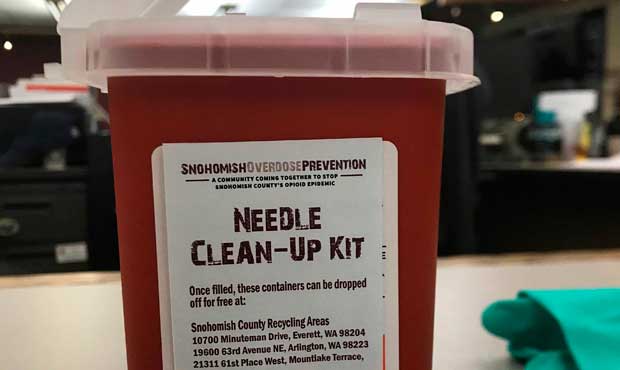 SNOHOMISHOVERDOSEPREVENTION
A COMMUNITY COMING TOGETHER TO STOP
SNOHOMISH COUNTY'S OPIOID EPIDEMIC
NEEDLE
CLEAN-UP KIT
Once filled, these containers can be dropped
off for free at:
Snohomish County Recycling Areas
10700 Minuteman Drive, Everett, WA 98204
19600 63rd Avenue NE, Arlington, WA 98223
21311 61st Place West, Mountlake Terrace,